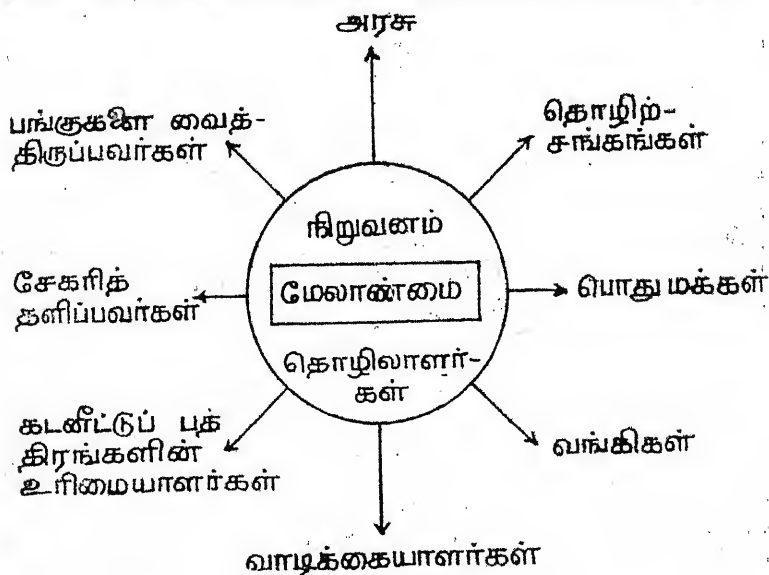 அரசு
பங்குகளை வைத்-
திருப்பவர்கள்
தொழிற்-
சங்கங்கள்
நிறுவனம்
மேலாண்மை
தொழிலாளர்-
கள்
சேகரித்
தளிப்பவர்கள்
பொது மக்கள்
கடனீட்டுப் பத்
திரங்களின்
உரிமையாளர்கள்
வங்கிகள்
வாடிக்கையாளர்கள்